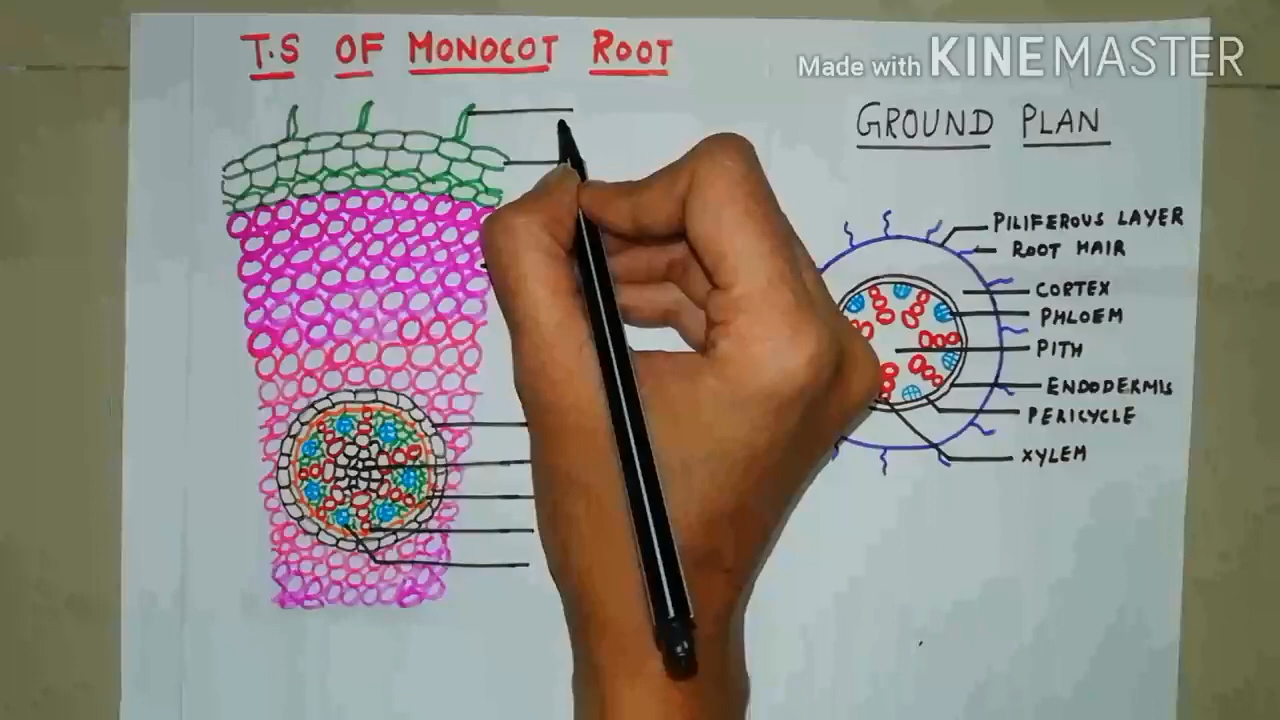 T.S OF MONOCOT ROOT
Made with KINEMASTER
GROUND PLAN
PILIFEROUS LAYER
ROOT HAIR
CORTEX
PHLOEM
PITH
ENDODERMIS
PERICYCLE
XYLEM